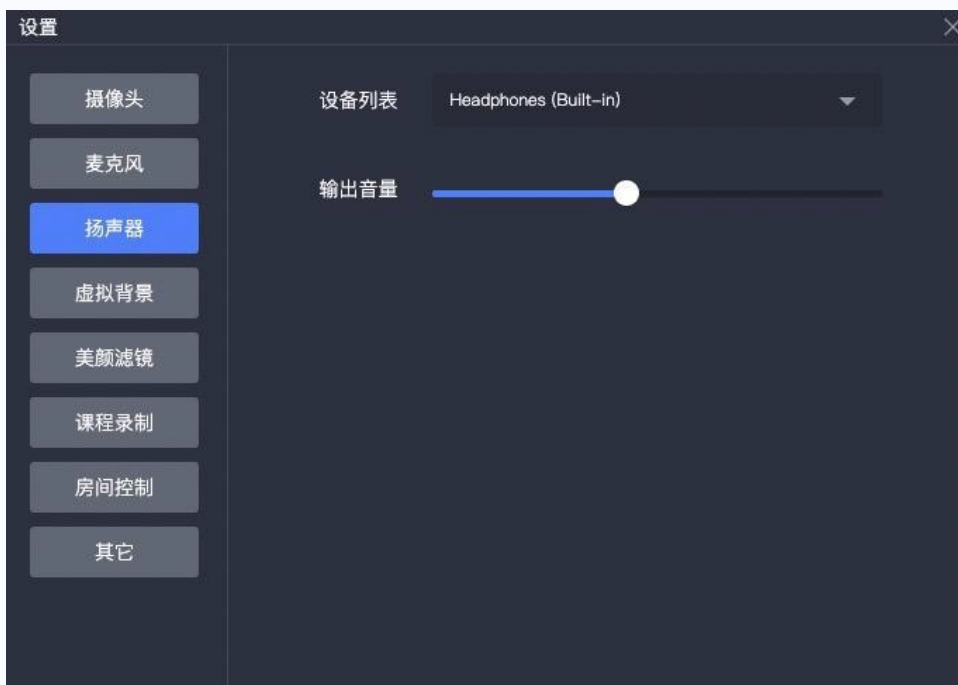 设置
摄像头
麦克风
扬声器
虚拟背景
美颜滤镜
课程录制
房间控制
其它
设备列表 Headphones (Built-in)
输出音量